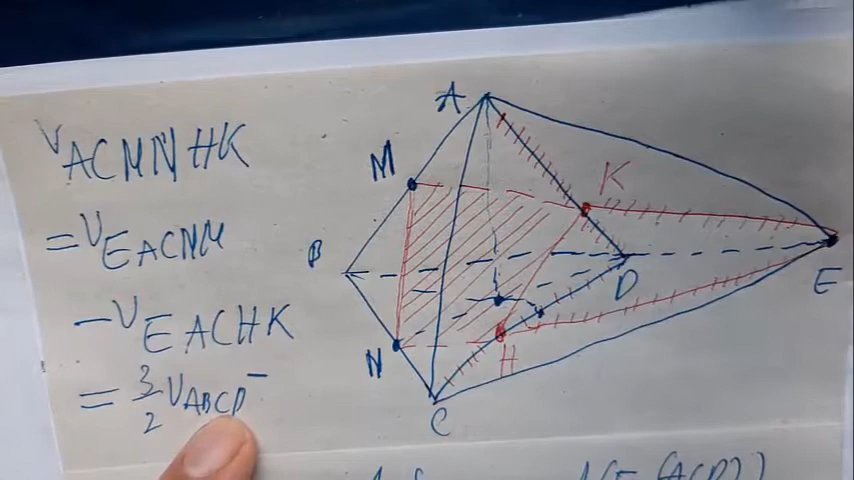 V ACMNHK
= V EACNM
- V EACHK
= 3/2 V ABCD -
A
M
K
B
D
E
N
H
C